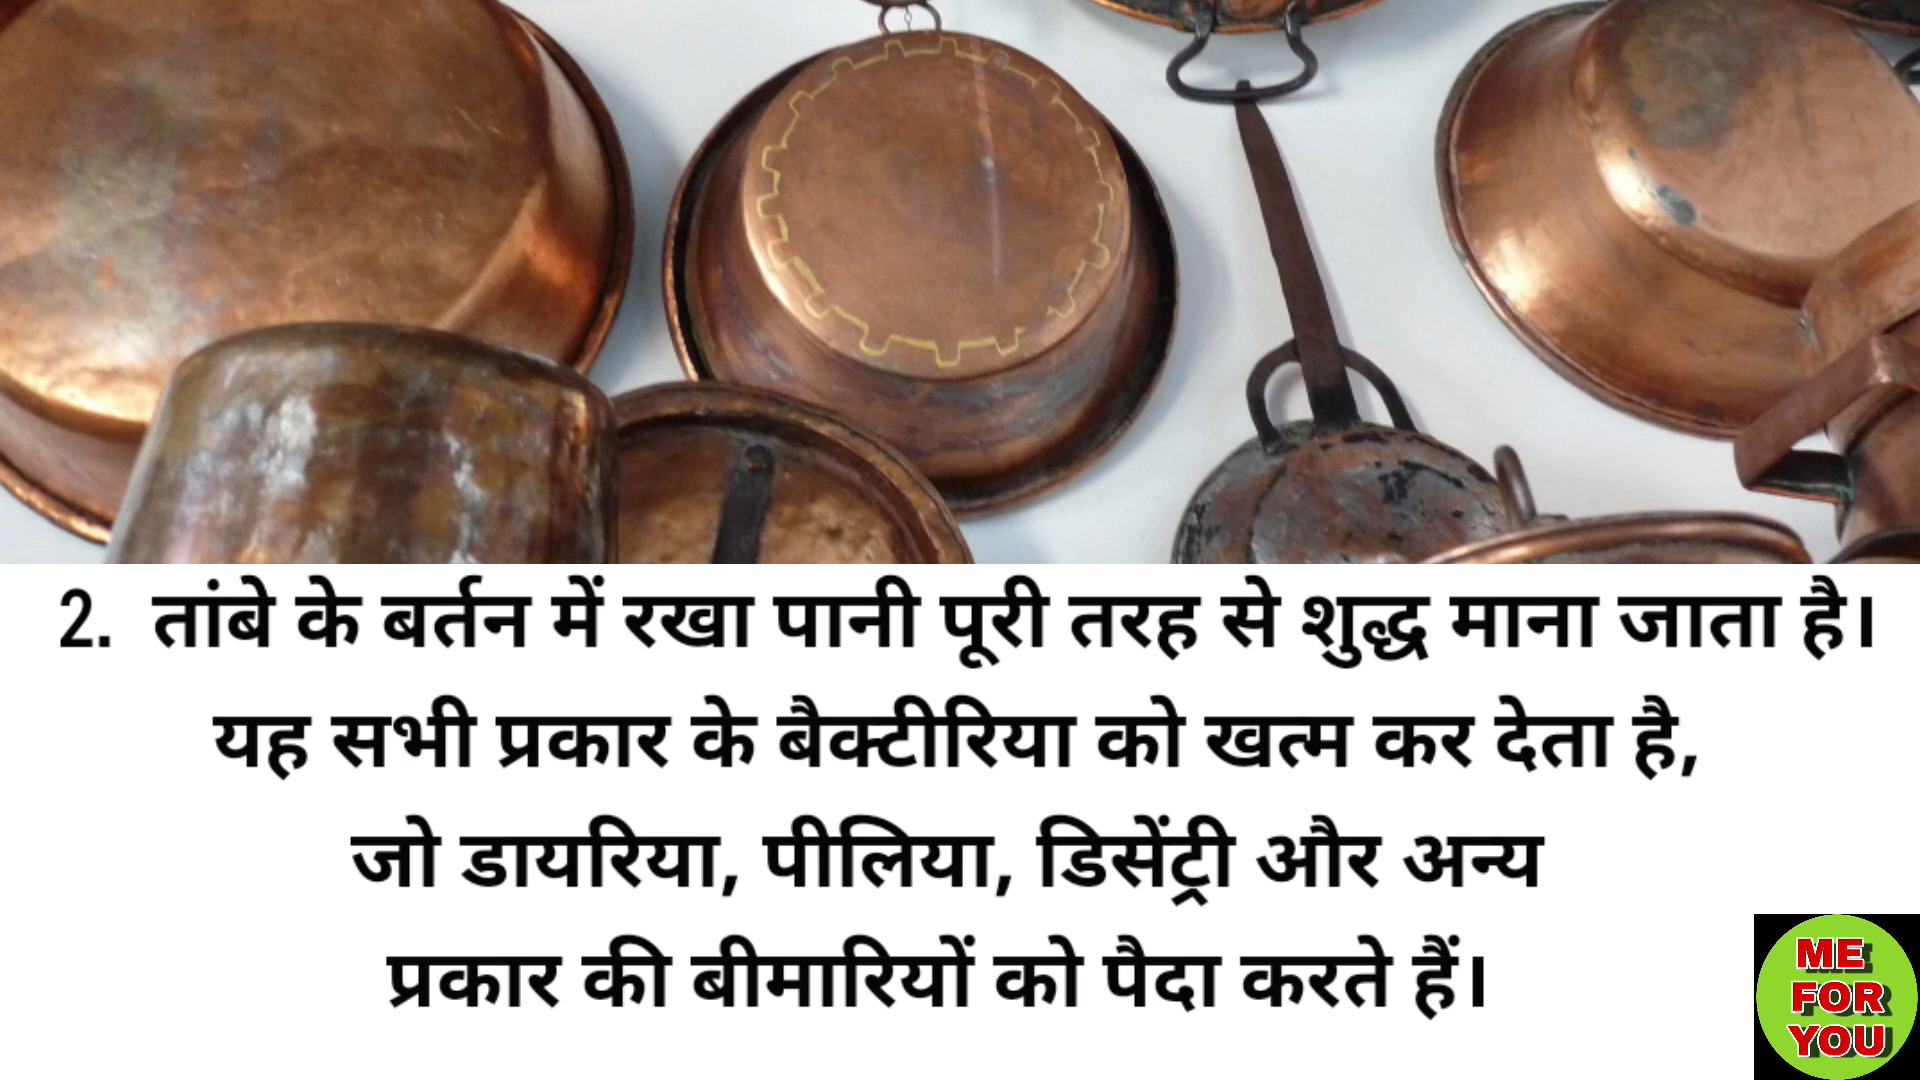 2. तांबे के बर्तन में रखा पानी पूरी तरह से शुद्ध माना जाता है।
यह सभी प्रकार के बैक्टीरिया को खत्म कर देता है,
जो डायरिया, पीलिया, डिसेंट्री और अन्य
प्रकार की बीमारियों को पैदा करते हैं।
ME
FOR
YOU